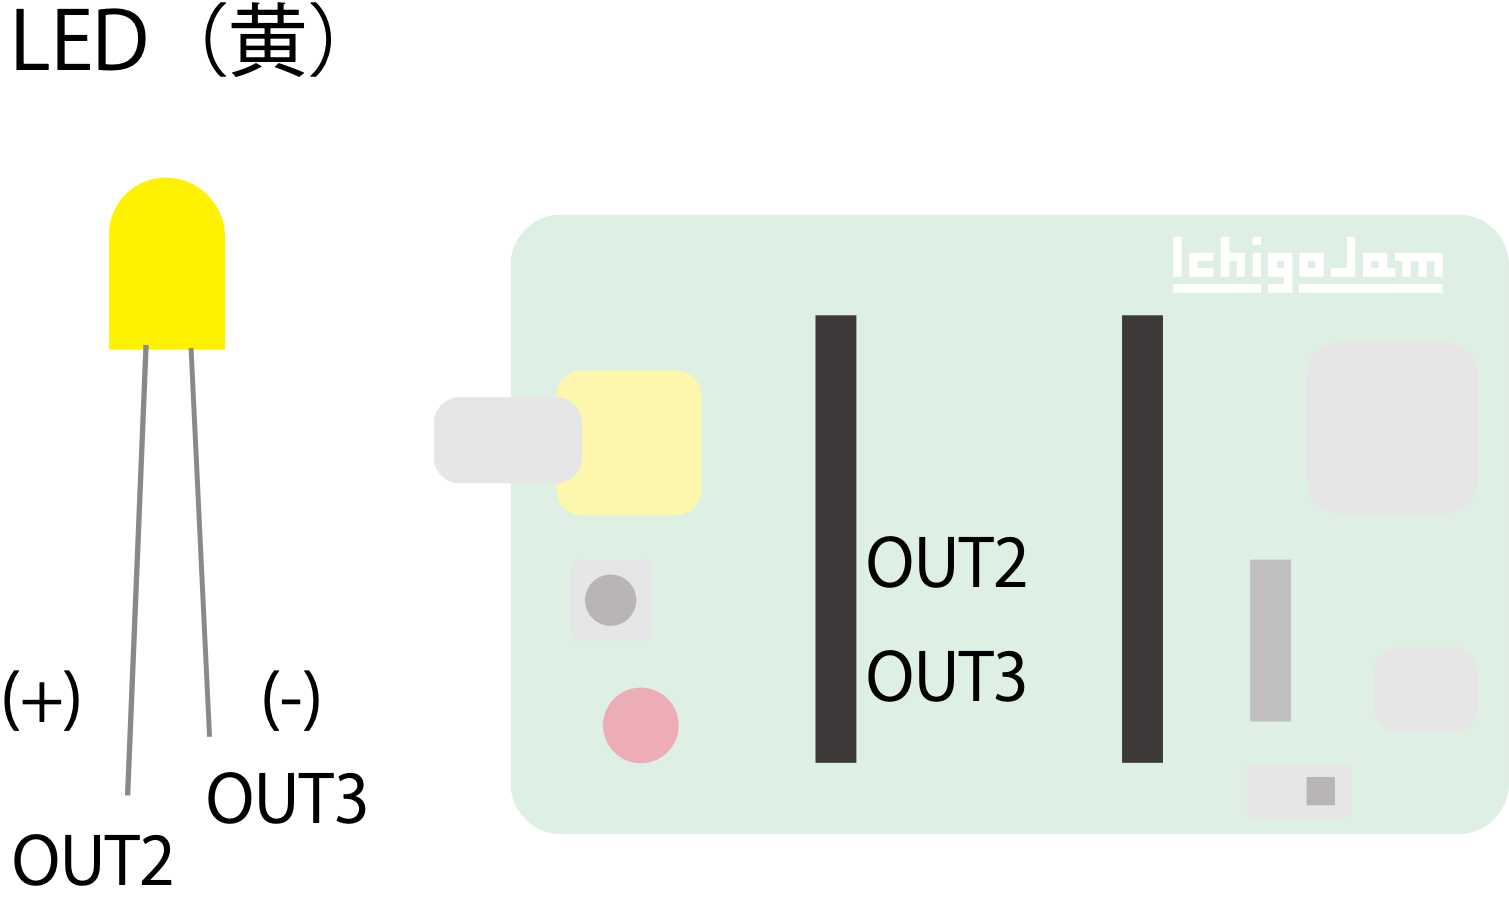 LED（黄）
IchigoJam
OUT2
OUT3
(+)
(-)
OUT3
OUT2